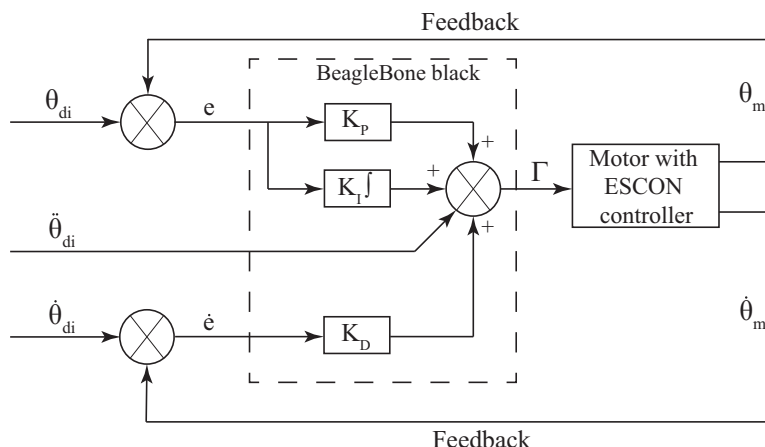 Feedback
BeagleBone black
θdi
e
KP
+
θm
KI ∫
+
Γ
Motor with
ESCON
controller
θ̈di
+
θ̇di
ė
KD
θ̇m
Feedback